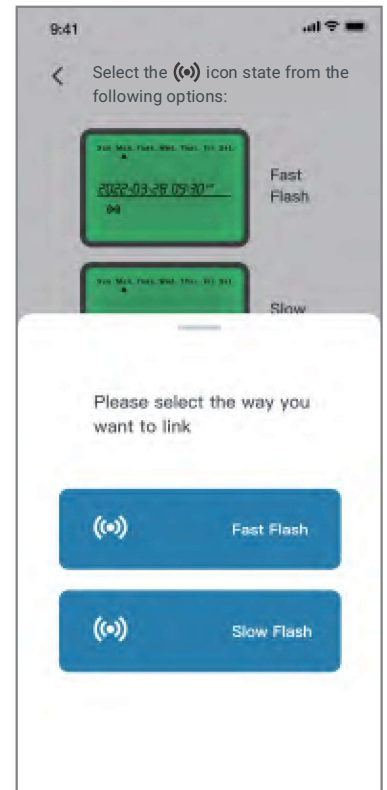 9:41
Select the ((•)) icon state from the
following options:
Sun. Mon. Tues. Wed. Thur. Fri. Sat.
2022-03-28 09:30
Fast
Flash
Sun. Mon. Tues. Wed. Thur. Fri. Sat.
Slow
Please select the way you
want to link
Fast Flash
Slow Flash